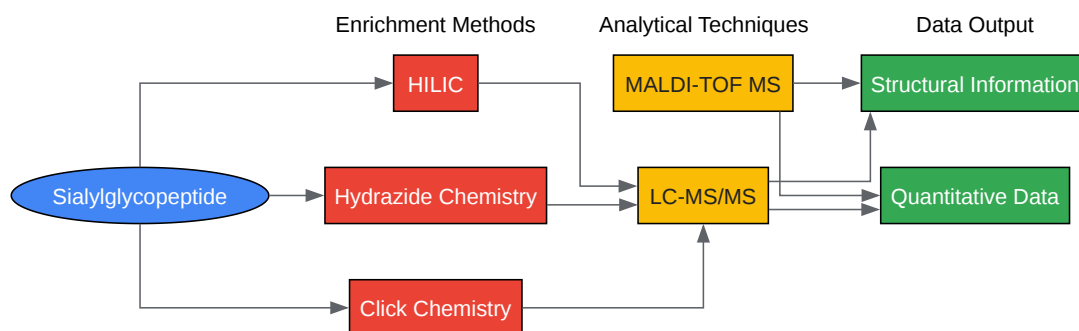 Enrichment Methods
Analytical Techniques
Data Output
HILIC
MALDI-TOF MS
Structural Information
Sialylglycopeptide
Hydrazide Chemistry
LC-MS/MS
Quantitative Data
Click Chemistry